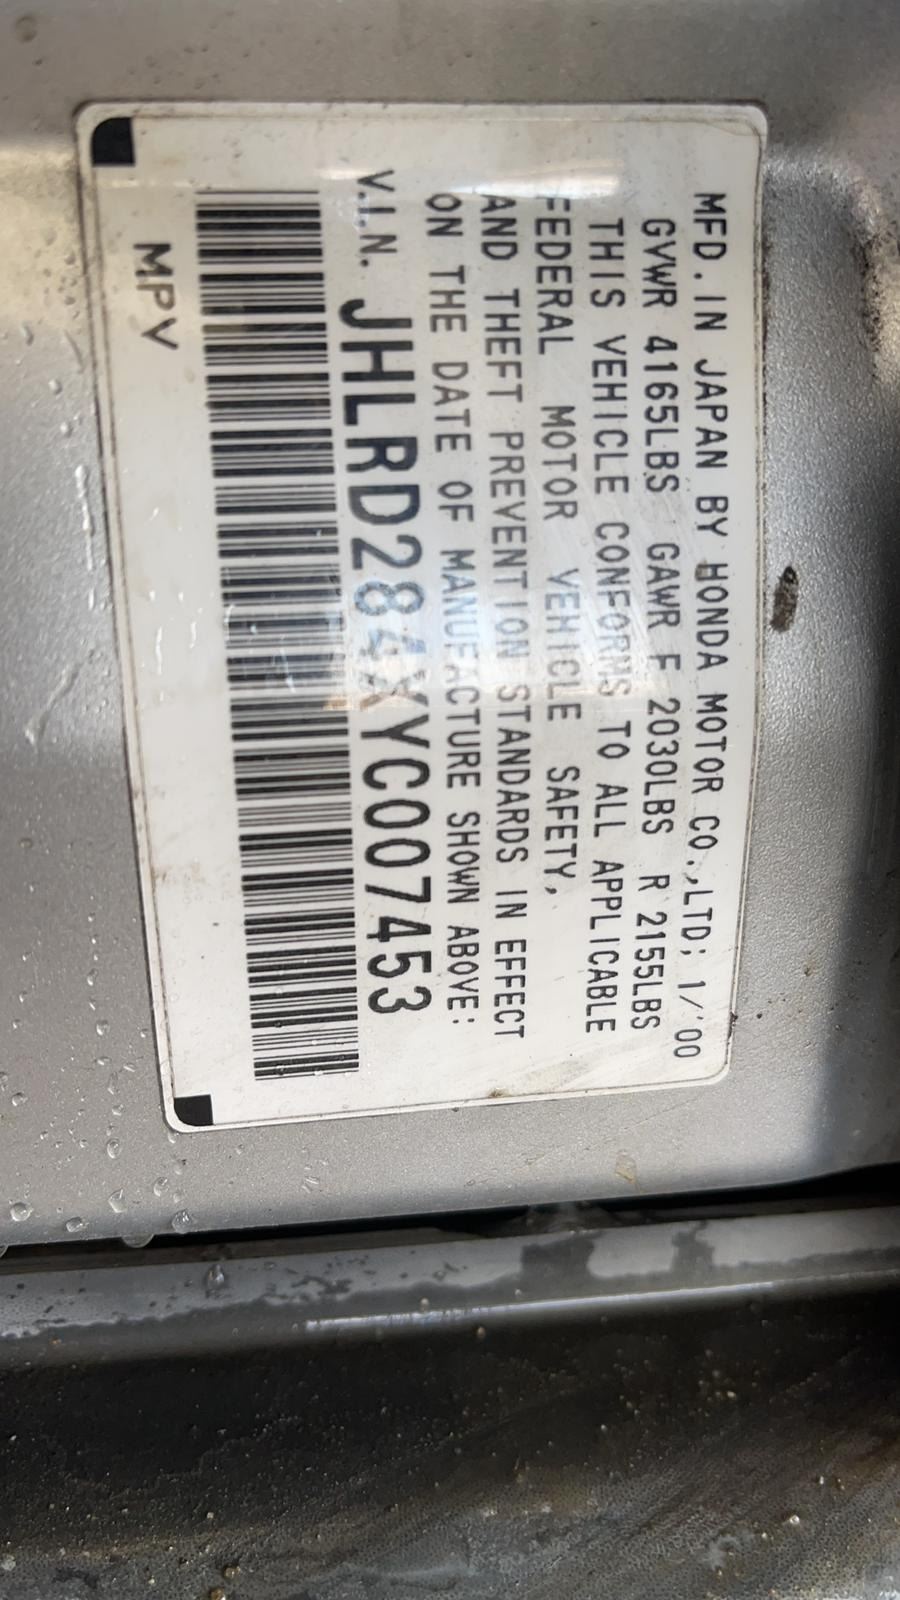 MFD. IN JAPAN BY HONDA MOTOR CO.,LTD; 1/'00
GVWR 4165LBS GAWR F 2030LBS R 2155LBS
THIS VEHICLE CONFORMS TO ALL APPLICABLE
FEDERAL MOTOR VEHICLE SAFETY,
AND THEFT PREVENTION STANDARDS IN EFFECT
ON THE DATE OF MANUFACTURE SHOWN ABOVE:
V.I.N. JHLRD284XYC007453
MPV